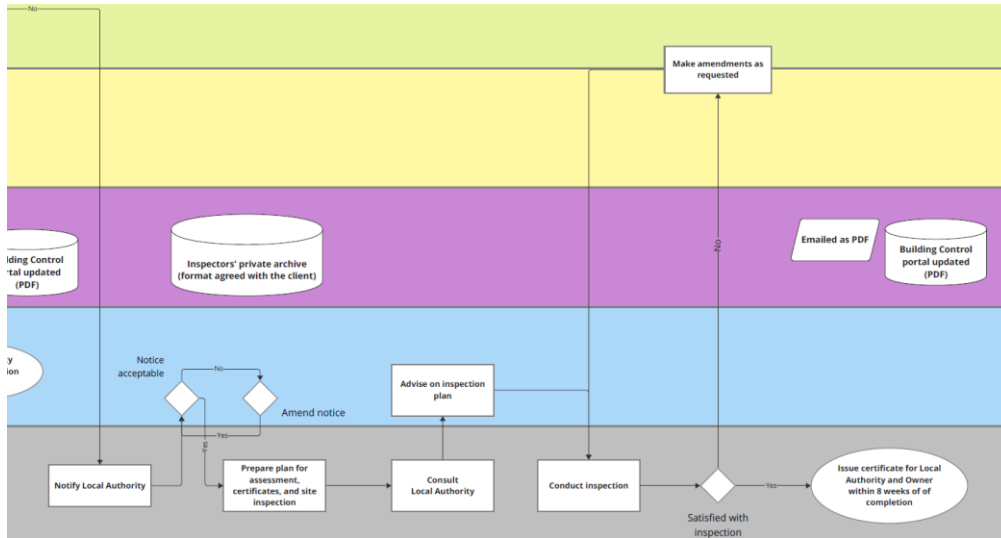 No
Make amendments as
requested
No
ilding Control
rtal updated
(PDF)
Inspectors' private archive
(format agreed with the client)
Emailed as PDF
Building Control
portal updated
(PDF)
Notice
acceptable
No
Amend notice
Yes
Yes
Advise on inspection
plan
Notify Local Authority
Prepare plan for
assessment,
certificates, and site
inspection
Consult
Local Authority
Conduct inspection
Satisfied with
inspection
Yes
Issue certificate for Local
Authority and Owner
within 8 weeks of of
completion